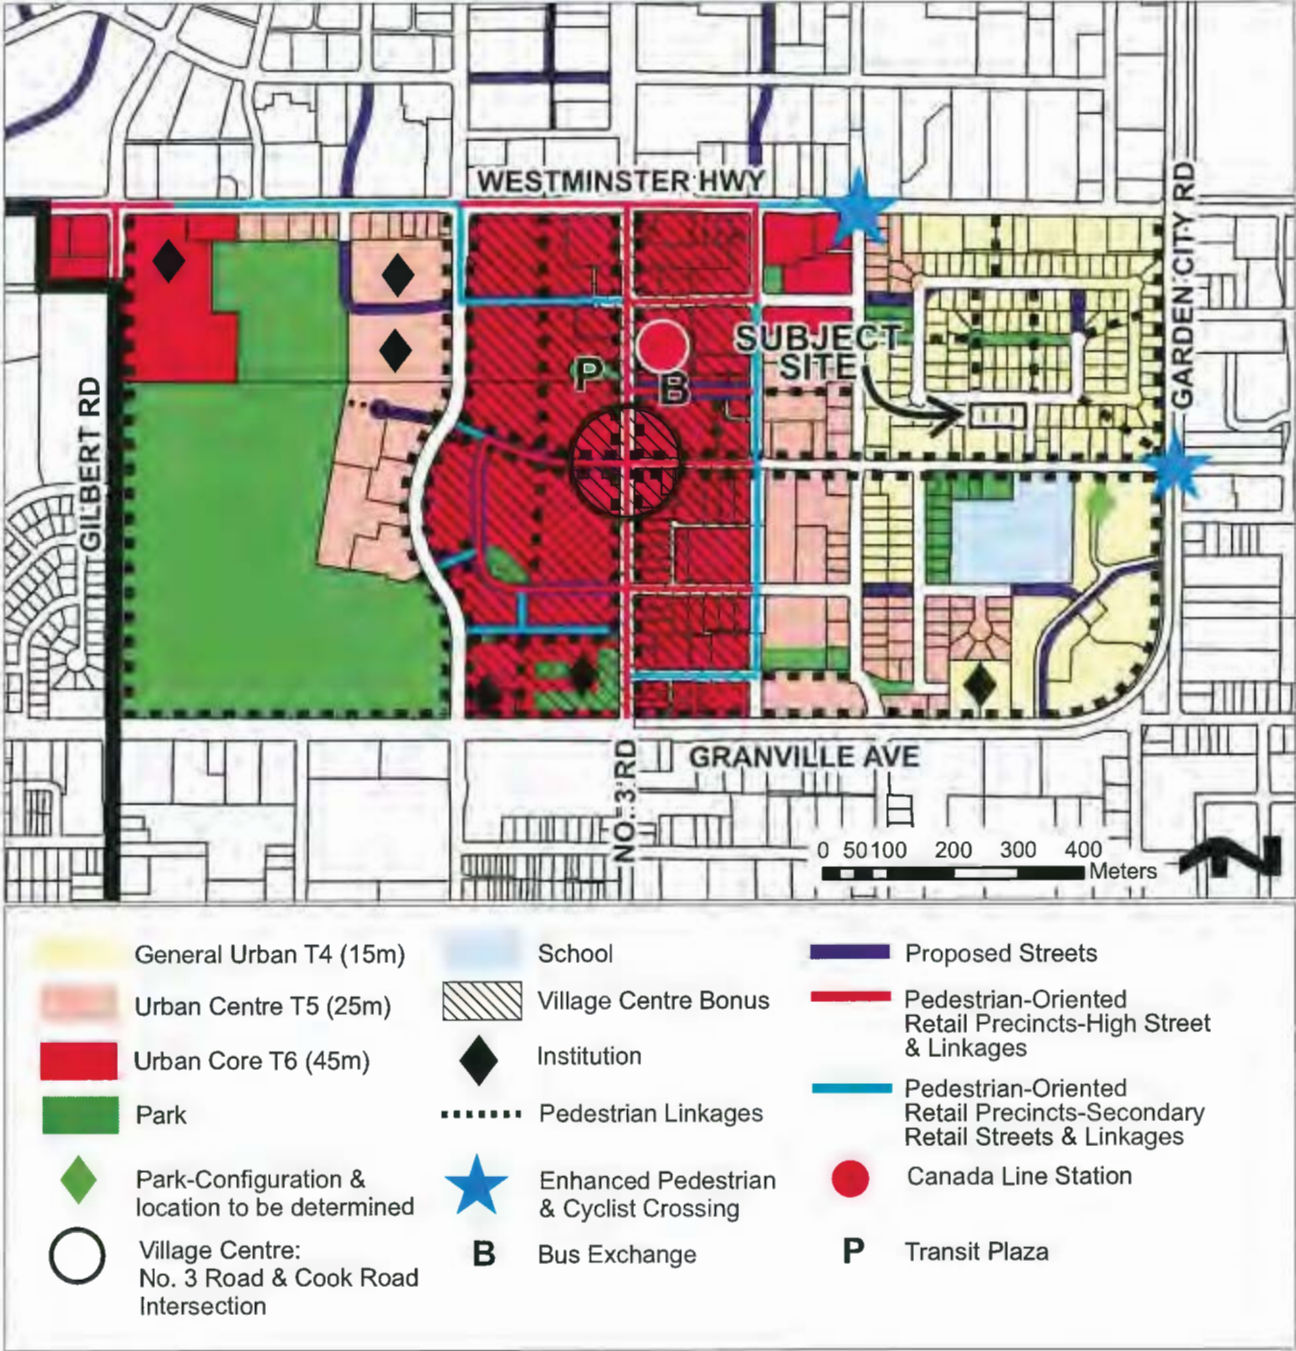 WESTMINSTER HWY
GARDEN CITY RD
SUBJECT
SITE
P
B
GILBERT RD
GRANVILLE AVE
NO. 3 RD
0 50 100 200 300 400
Meters
General Urban T4 (15m)
Urban Centre T5 (25m)
Urban Core T6 (45m)
Park
Park-Configuration &
location to be determined
Village Centre:
No. 3 Road & Cook Road
Intersection
School
Village Centre Bonus
Institution
Pedestrian Linkages
Enhanced Pedestrian
& Cyclist Crossing
B Bus Exchange
Proposed Streets
Pedestrian-Oriented
Retail Precincts-High Street
& Linkages
Pedestrian-Oriented
Retail Precincts-Secondary
Retail Streets & Linkages
Canada Line Station
P Transit Plaza